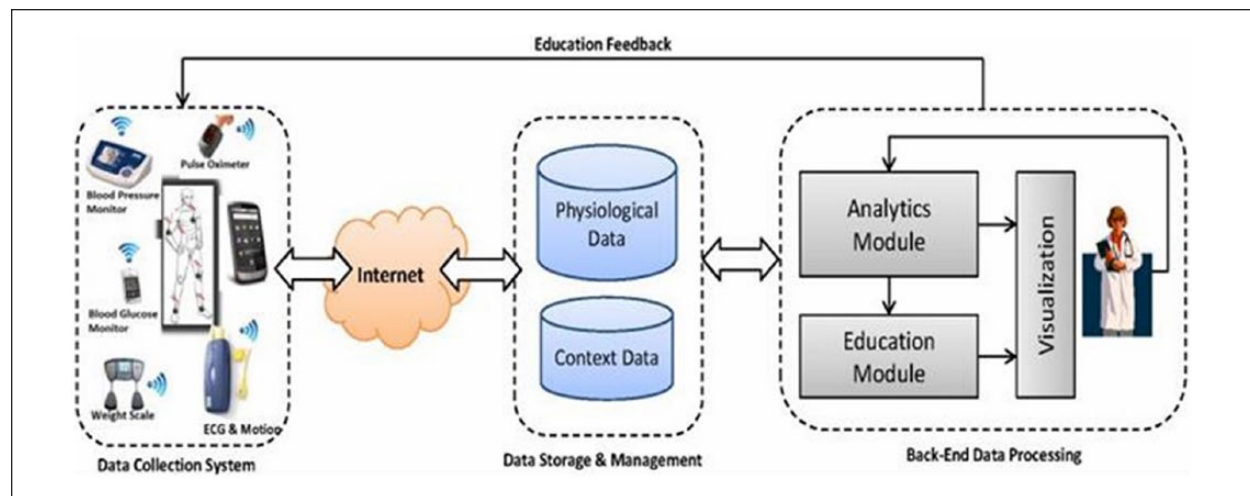 Education Feedback
Pulse Oximeter
Blood Pressure
Monitor
Blood Glucose
Monitor
Weight Scale
ECG & Motion
Data Collection System
Internet
Physiological
Data
Context Data
Data Storage & Management
Analytics
Module
Education
Module
Visualization
Back-End Data Processing